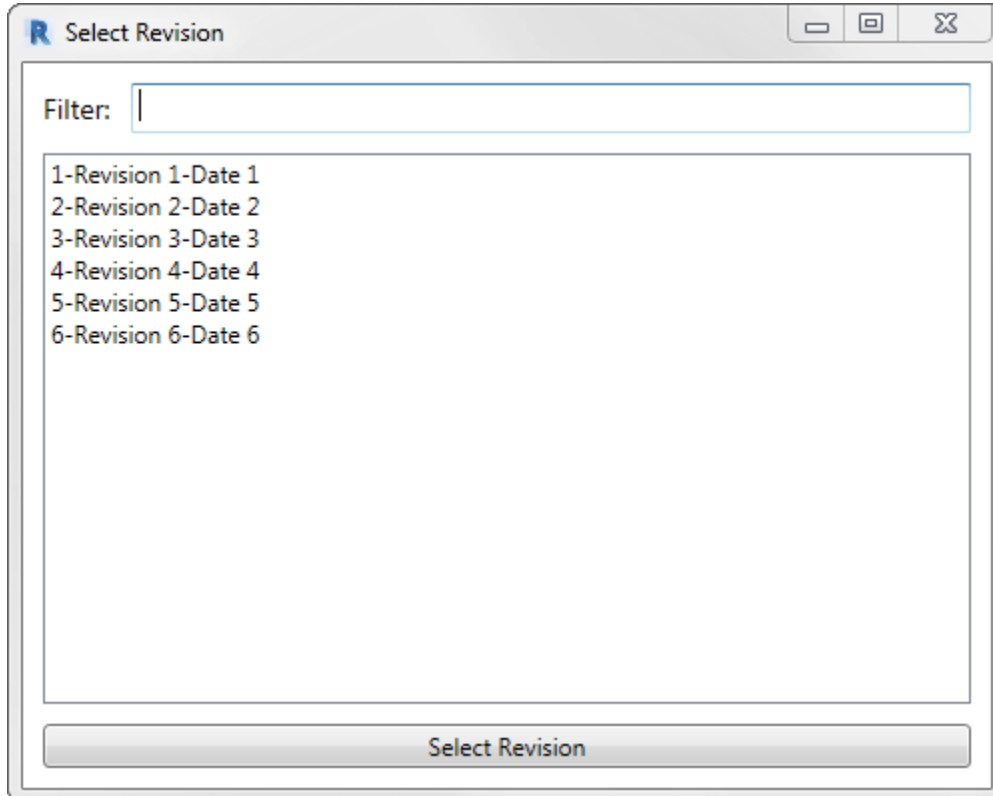 Select Revision
Filter:
1-Revision 1-Date 1
2-Revision 2-Date 2
3-Revision 3-Date 3
4-Revision 4-Date 4
5-Revision 5-Date 5
6-Revision 6-Date 6
Select Revision